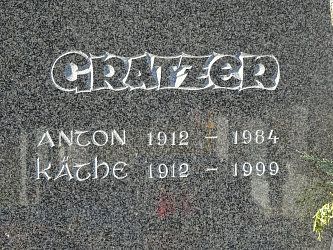 GRATZER
ANTON 1912 – 1984
KÄTHE 1912 – 1999